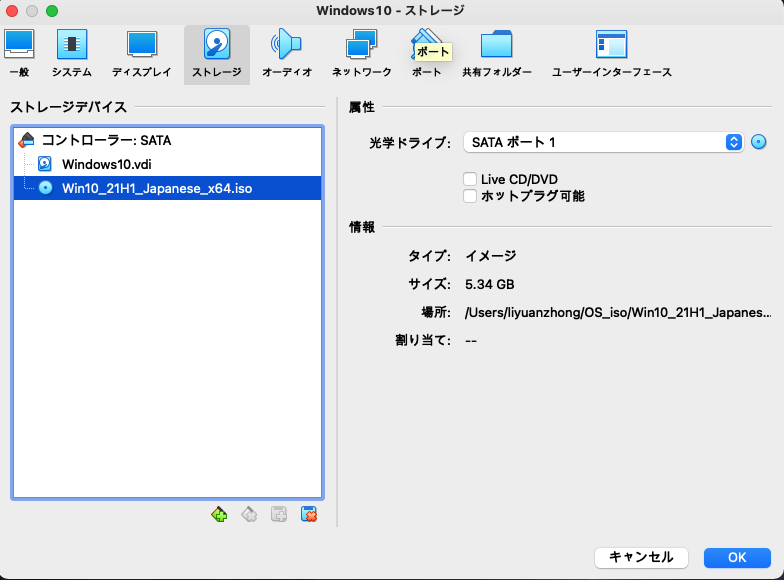 Windows10 - ストレージ
一般
システム
ディスプレイ
ストレージ
オーディオ
ネットワーク
ポート
ポート
共有フォルダー
ユーザーインターフェース
ストレージデバイス
コントローラー: SATA
Windows10.vdi
Win10_21H1_Japanese_x64.iso
属性
光学ドライブ: SATA ポート 1
Live CD/DVD
ホットプラグ可能
情報
タイプ: イメージ
サイズ: 5.34 GB
場所: /Users/liyuanzhong/OS_iso/Win10_21H1_Japanes...
割り当て: --
キャンセル
OK